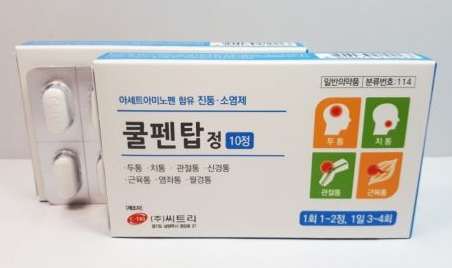 일반의약품 분류번호:114
아세트아미노펜 함유 진통·소염제
쿨펜탑 정 10정
·두통 ·치통 ·관절통 ·신경통
·근육통 ·염좌통 ·월경통
두통
치통
관절통
근육통
[제조자]
(주)씨트리
1회 1~2정, 1일 3~4회